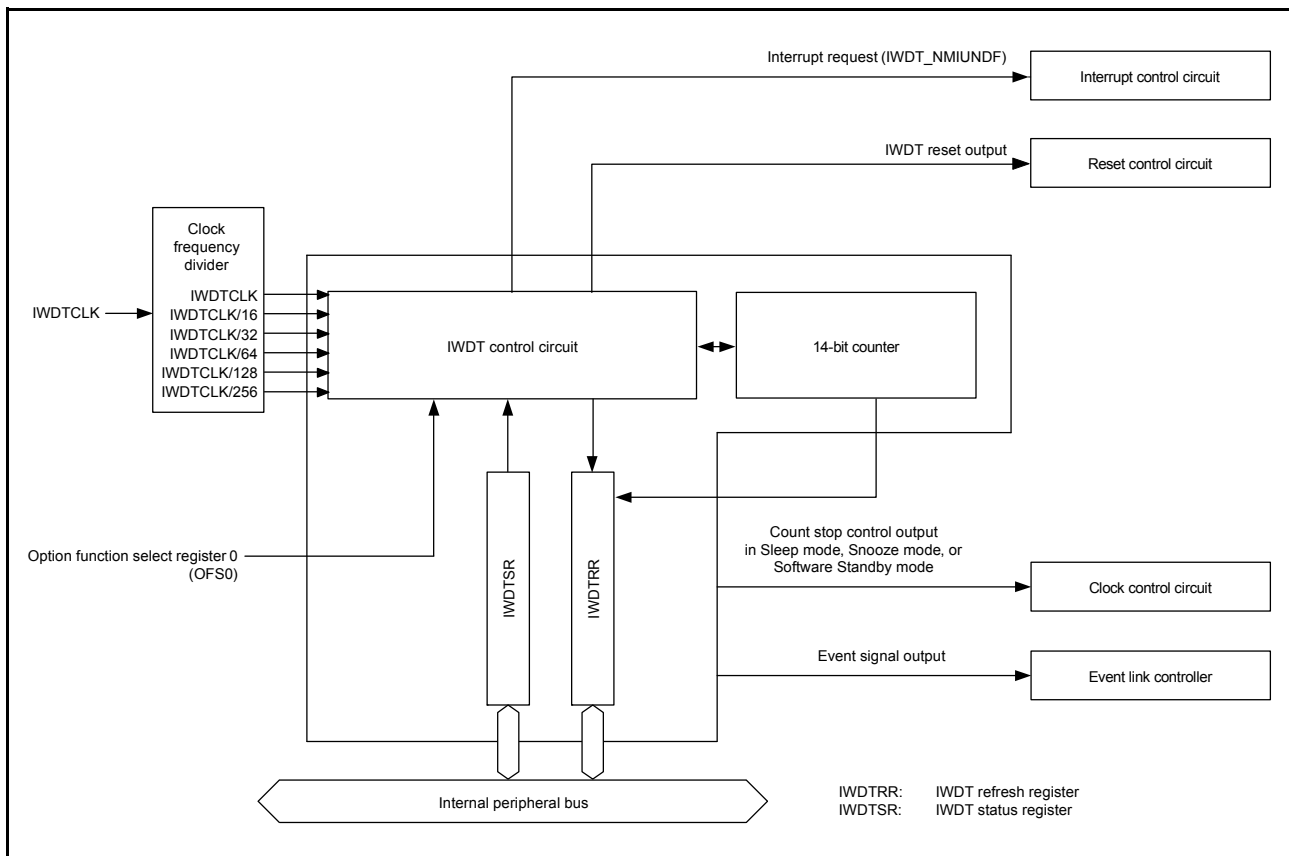 Interrupt request (IWDT_NMIUNDF)
Interrupt control circuit
IWDT reset output
Reset control circuit
Clock
frequency
divider
IWDTCLK
IWDTCLK
IWDTCLK/16
IWDTCLK/32
IWDTCLK/64
IWDTCLK/128
IWDTCLK/256
IWDT control circuit
14-bit counter
Option function select register 0
(OFS0)
IWDTSR
IWDTRR
Count stop control output
in Sleep mode, Snooze mode, or
Software Standby mode
Clock control circuit
Event signal output
Event link controller
Internal peripheral bus
IWDTRR: IWDT refresh register
IWDTSR: IWDT status register